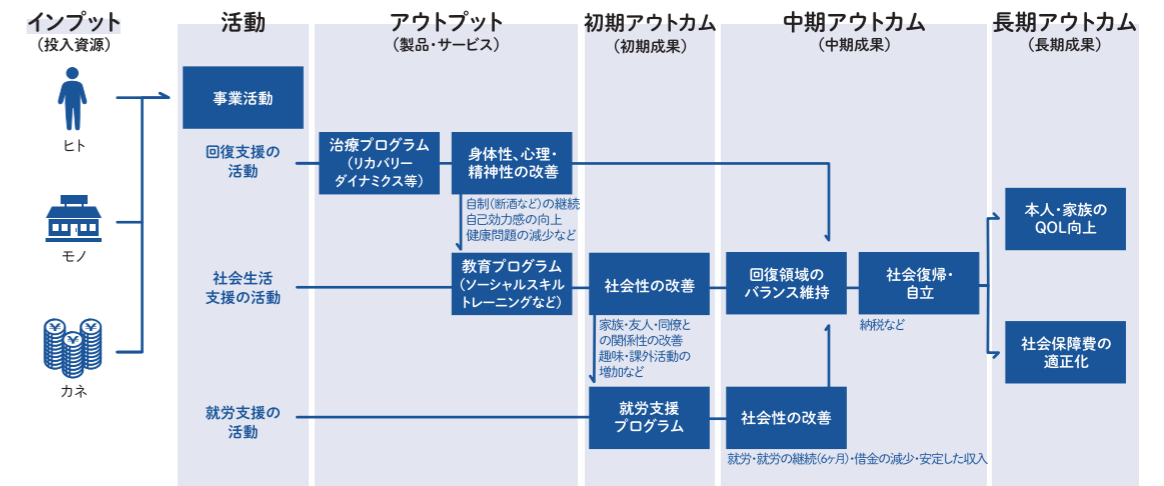 インプット
(投入資源)
活動
アウトプット
(製品・サービス)
初期アウトカム
(初期成果)
中期アウトカム
(中期成果)
長期アウトカム
(長期成果)
ヒト
モノ
¥
¥
¥
カネ
事業活動
回復支援の
活動
治療プログラム
(リカバリー
ダイナミクス等)
身体性、心理・
精神性の改善
自制(断酒など)の継続
自己効力感の向上
健康問題の減少など
社会生活
支援の活動
教育プログラム
(ソーシャルスキル
トレーニングなど)
社会性の改善
家族・友人・同僚と
の関係性の改善
趣味・課外活動の
増加など
回復領域の
バランス維持
社会復帰・
自立
納税など
本人・家族の
QOL向上
社会保障費の
適正化
就労支援の
活動
就労支援
プログラム
社会性の改善
就労・就労の継続(6ヶ月)・借金の減少・安定した収入